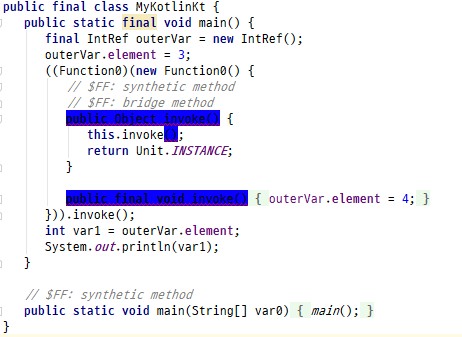 public final class MyKotlinKt {
public static final void main() {
final IntRef outerVar = new IntRef();
outerVar.element = 3;
((Function0)(new Function0() {
// $FF: synthetic method
// $FF: bridge method
public Object invoke() {
this.invoke();
return Unit.INSTANCE;
}
public final void invoke() { outerVar.element = 4; }
})).invoke();
int var1 = outerVar.element;
System.out.println(var1);
}
// $FF: synthetic method
public static void main(String[] var0) { main(); }
}